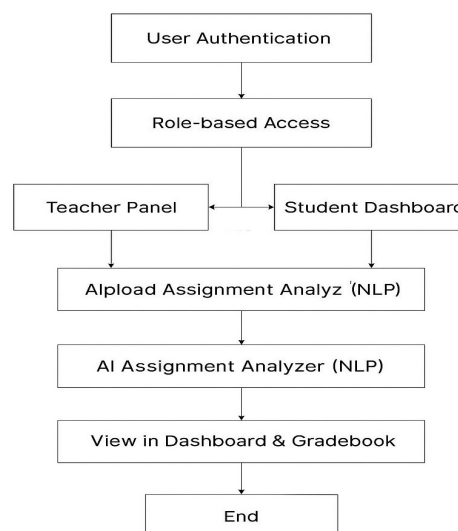 User Authentication
Role-based Access
Teacher Panel
Student Dashboard
Alpload Assignment Analyz '(NLP)
AI Assignment Analyzer (NLP)
View in Dashboard & Gradebook
End